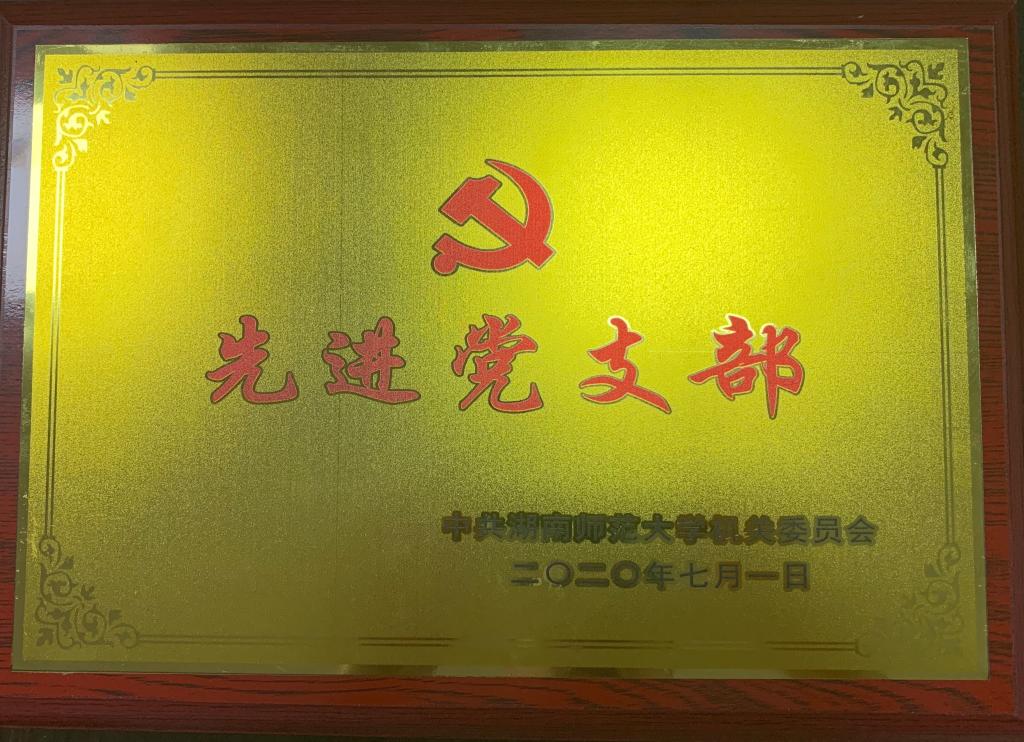 先进党支部
中共湖南师范大学机关委员会
二〇二〇年七月一日